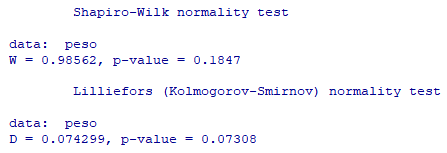 Shapiro-Wilk normality test
data: peso
W = 0.98562, p-value = 0.1847
Lilliefors (Kolmogorov-Smirnov) normality test
data: peso
D = 0.074299, p-value = 0.07308